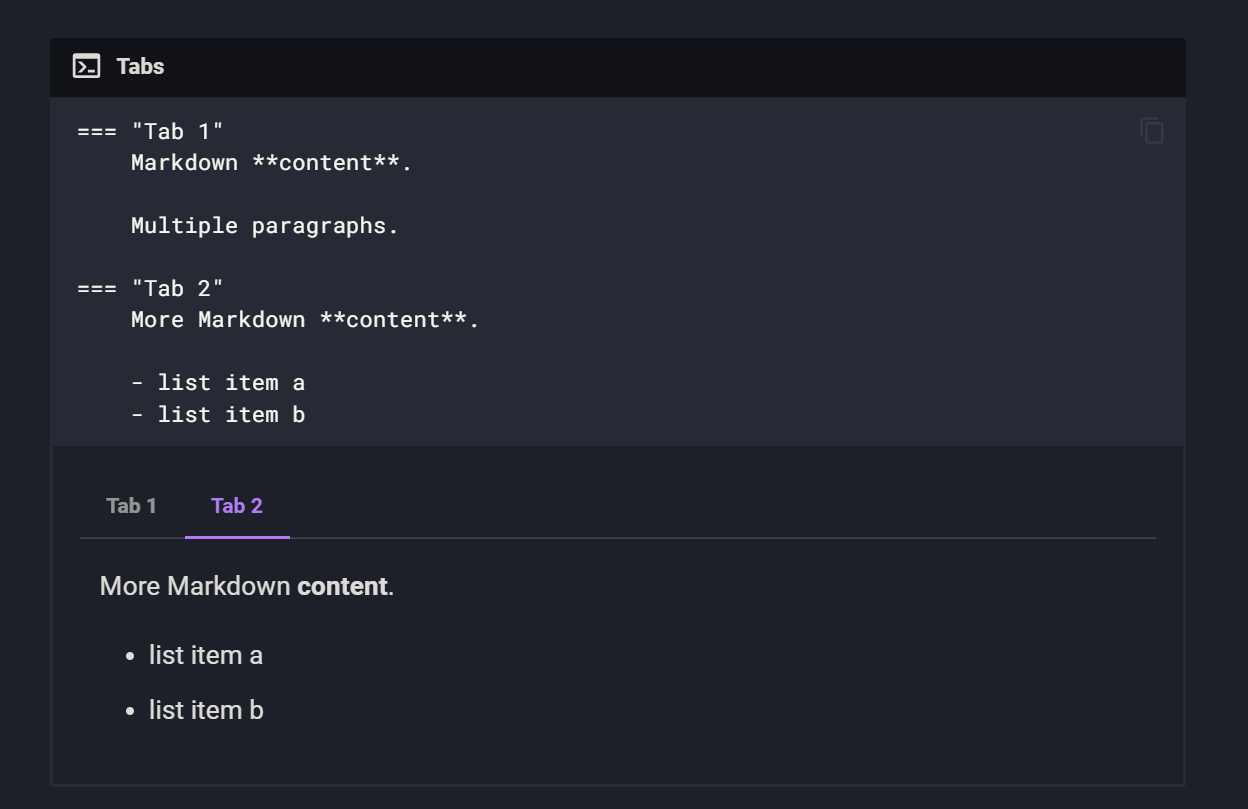 Tabs
=== "Tab 1"
    Markdown **content**.
    Multiple paragraphs.
=== "Tab 2"
    More Markdown **content**.
    - list item a
    - list item b
Tab 1 Tab 2
More Markdown content.
• list item a
• list item b